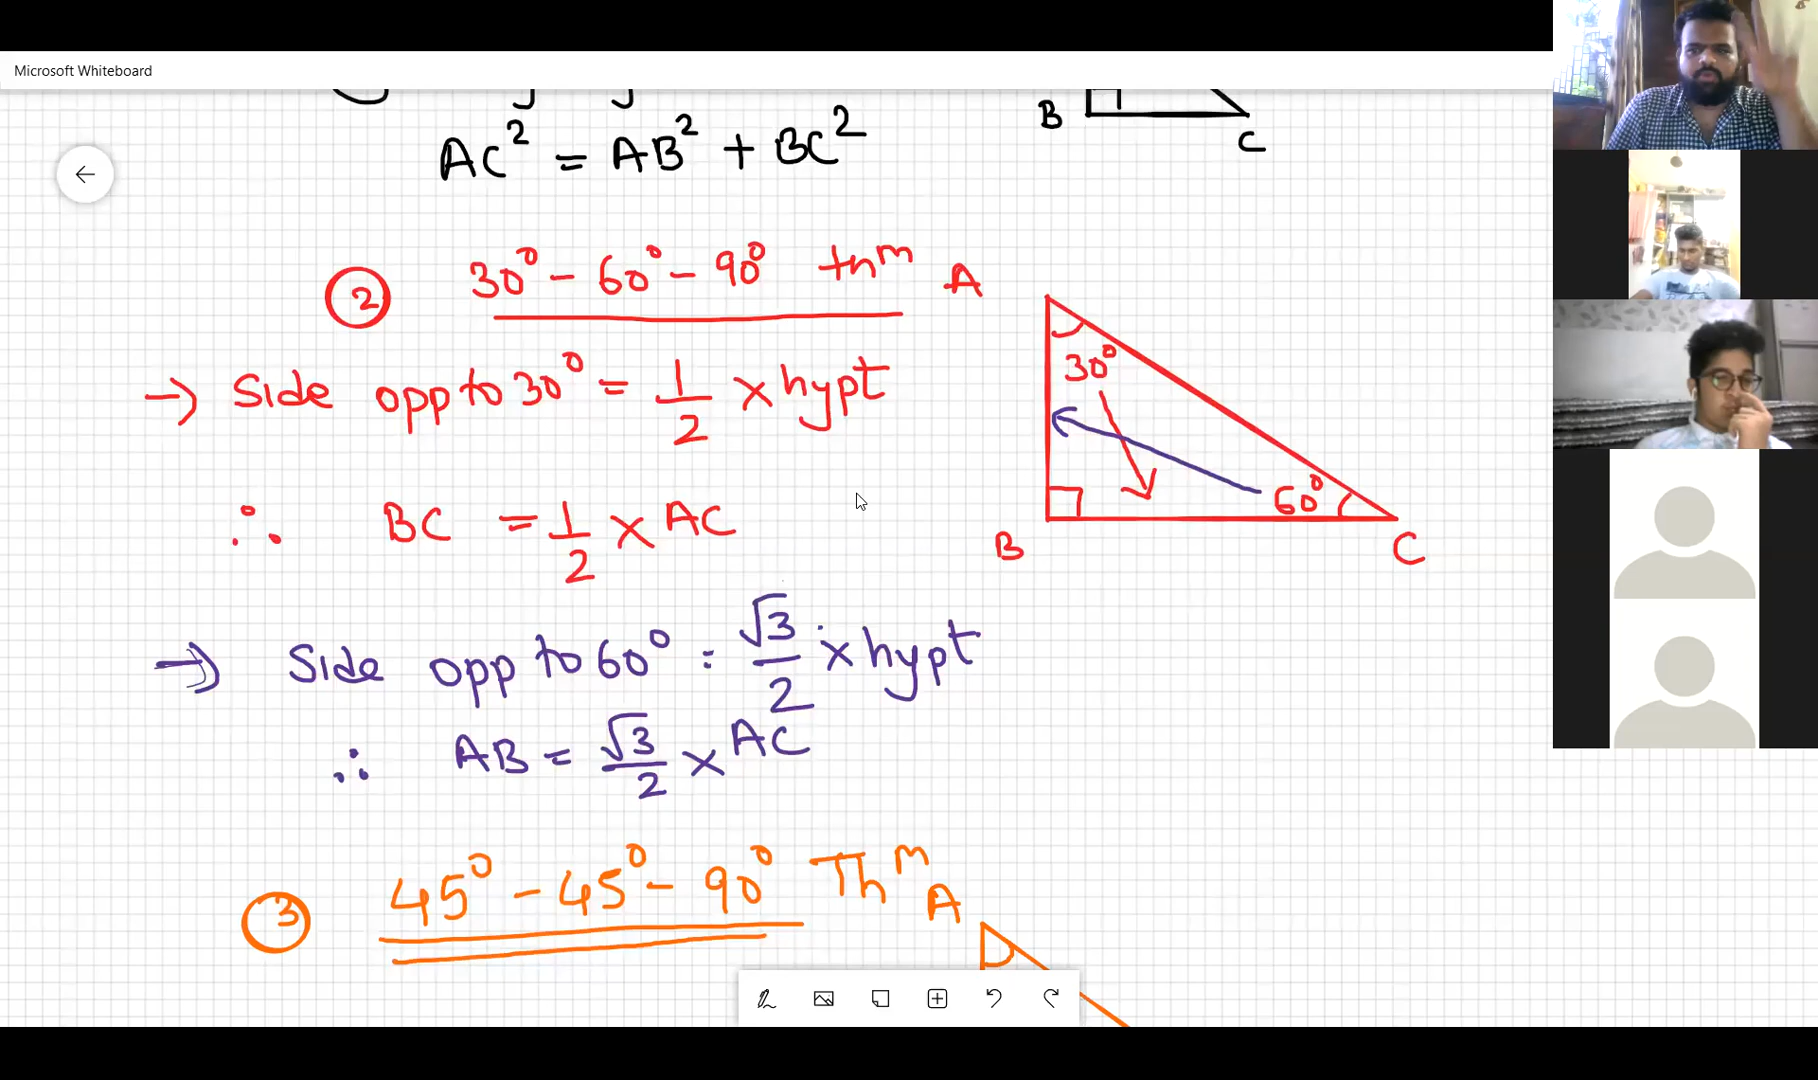 Microsoft Whiteboard
B
C
AC² = AB² + BC²
② 30° - 60° - 90° thᵐ
A
→ Side opp to 30° = 1/2 × hypt
30°
60°
B
C
∴ BC = 1/2 × AC
→ Side opp to 60° = √3/2 × hypt
∴ AB = √3/2 × AC
③ 45° - 45° - 90° Thᵐ
A